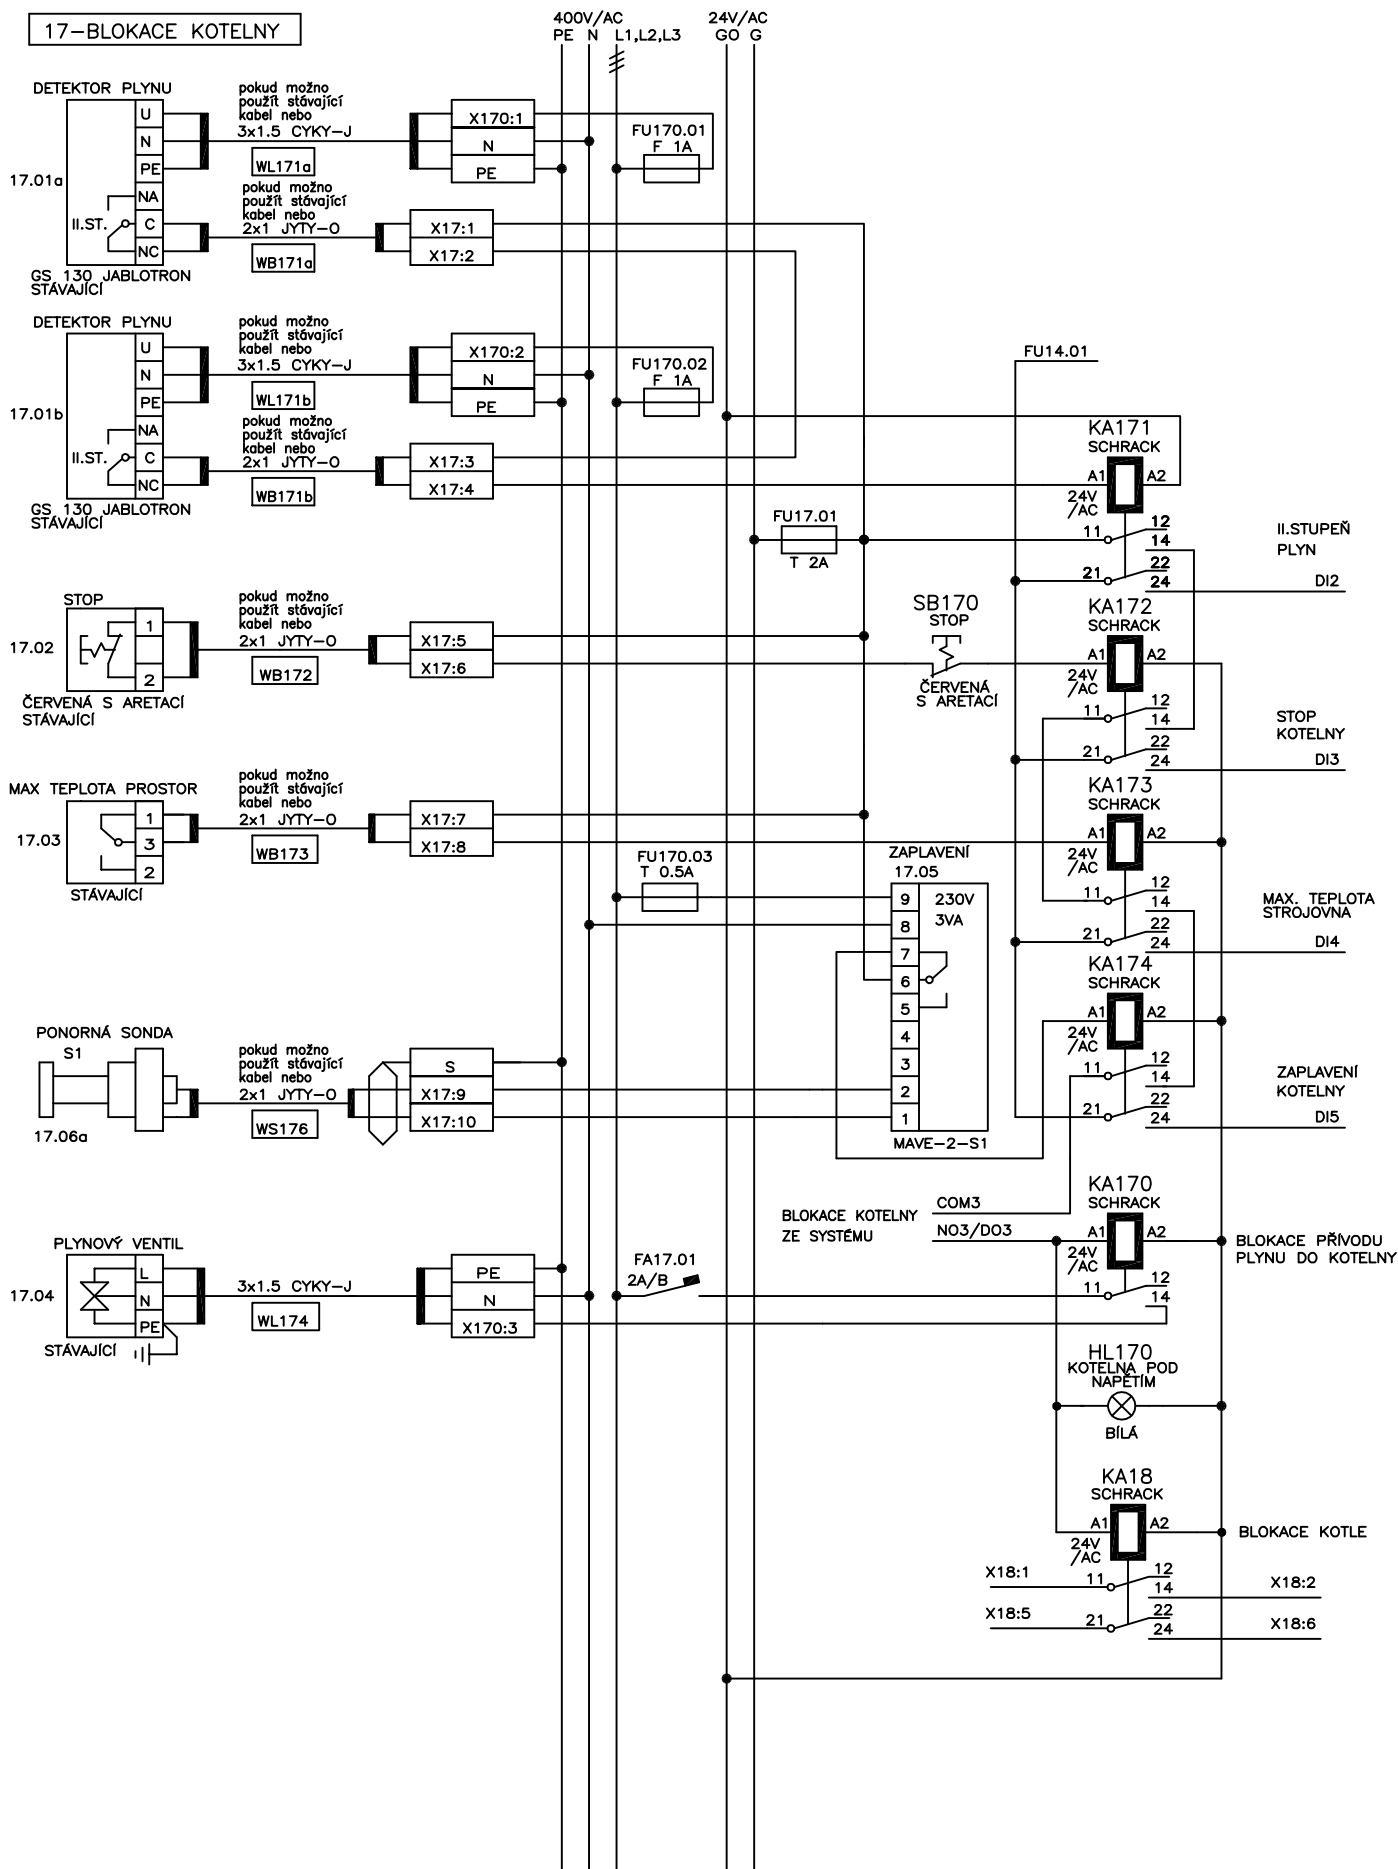 17-BLOKACE KOTELNY
400V/AC
PE N L1,L2,L3
24V/AC
GO G
DETEKTOR PLYNU
17.01a
U
N
PE
NA
C
NC
II.ST.
GS 130 JABLOTRON
STÁVAJÍCÍ
pokud možno
použít stávající
kabel nebo
3x1.5 CYKY-J
WL171a
pokud možno
použít stávající
kabel nebo
2x1 JYTY-O
WB171a
X170:1
N
PE
X17:1
X17:2
FU170.01
F 1A
DETEKTOR PLYNU
17.01b
U
N
PE
NA
C
NC
II.ST.
GS 130 JABLOTRON
STÁVAJÍCÍ
pokud možno
použít stávající
kabel nebo
3x1.5 CYKY-J
WL171b
pokud možno
použít stávající
kabel nebo
2x1 JYTY-O
WB171b
X170:2
N
PE
X17:3
X17:4
FU170.02
F 1A
FU14.01
KA171
SCHRACK
A1
A2
24V
/AC
11
12
14
21
22
24
II.STUPEŇ
PLYN
DI2
FU17.01
T 2A
STOP
17.02
1
2
ČERVENÁ S ARETACÍ
STÁVAJÍCÍ
pokud možno
použít stávající
kabel nebo
2x1 JYTY-O
WB172
X17:5
X17:6
SB170
STOP
ČERVENÁ
S ARETACÍ
KA172
SCHRACK
A1
A2
24V
/AC
11
12
14
21
22
24
STOP
KOTELNY
DI3
MAX TEPLOTA PROSTOR
17.03
1
3
2
STÁVAJÍCÍ
pokud možno
použít stávající
kabel nebo
2x1 JYTY-O
WB173
X17:7
X17:8
FU170.03
T 0.5A
KA173
SCHRACK
A1
A2
24V
/AC
11
12
14
21
22
24
MAX. TEPLOTA
STROJOVNA
DI4
ZAPLAVENÍ
17.05
9
8
7
6
5
4
3
2
1
230V
3VA
MAVE-2-S1
KA174
SCHRACK
A1
A2
24V
/AC
11
12
14
21
22
24
ZAPLAVENÍ
KOTELNY
DI5
PONORNÁ SONDA
S1
17.06a
pokud možno
použít stávající
kabel nebo
2x1 JYTY-O
WS176
S
X17:9
X17:10
BLOKACE KOTELNY
ZE SYSTÉMU
COM3
NO3/DO3
KA170
SCHRACK
A1
A2
24V
/AC
11
12
14
BLOKACE PŘÍVODU
PLYNU DO KOTELNY
PLYNOVÝ VENTIL
17.04
L
N
PE
STÁVAJÍCÍ
3x1.5 CYKY-J
WL174
PE
N
X170:3
FA17.01
2A/B
HL170
KOTELNA POD
NAPĚTÍM
BÍLÁ
KA18
SCHRACK
A1
A2
24V
/AC
BLOKACE KOTLE
X18:1
11
12
14
X18:2
X18:5
21
22
24
X18:6